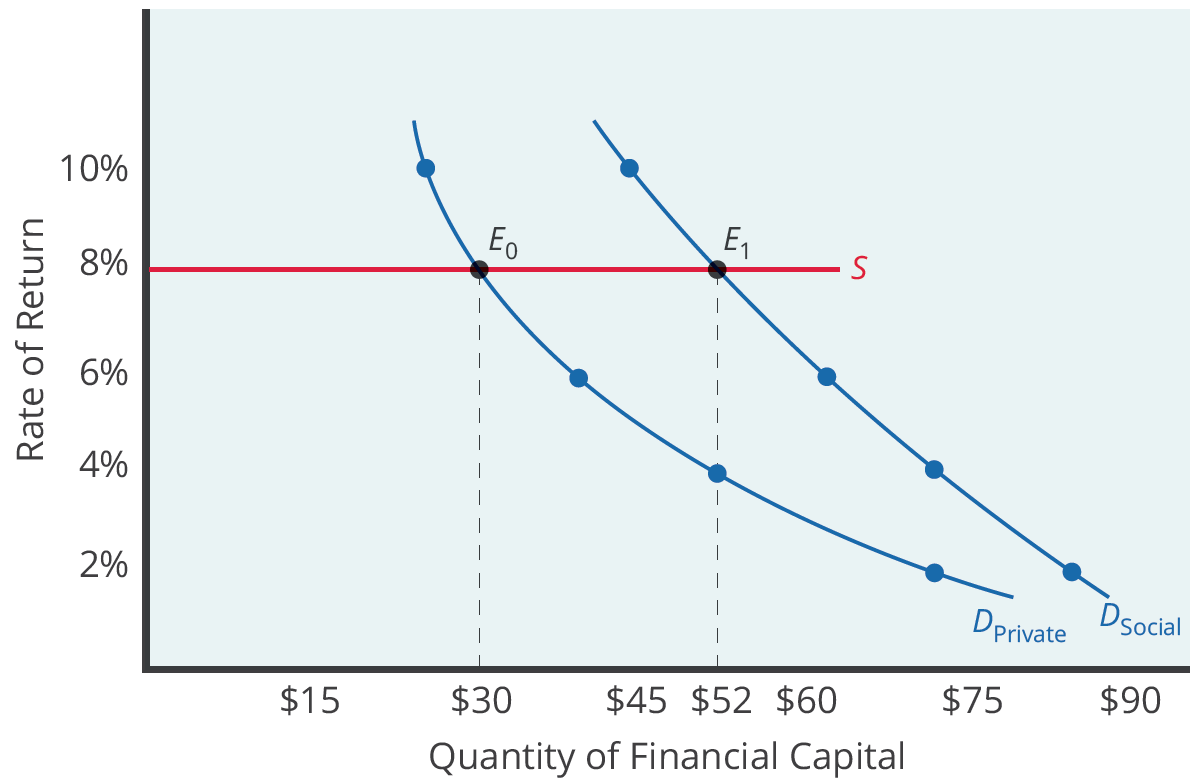 10%
8%
6%
4%
2%
Rate of Return
E0
E1
S
DPrivate
DSocial
$15 $30 $45 $52 $60 $75 $90
Quantity of Financial Capital